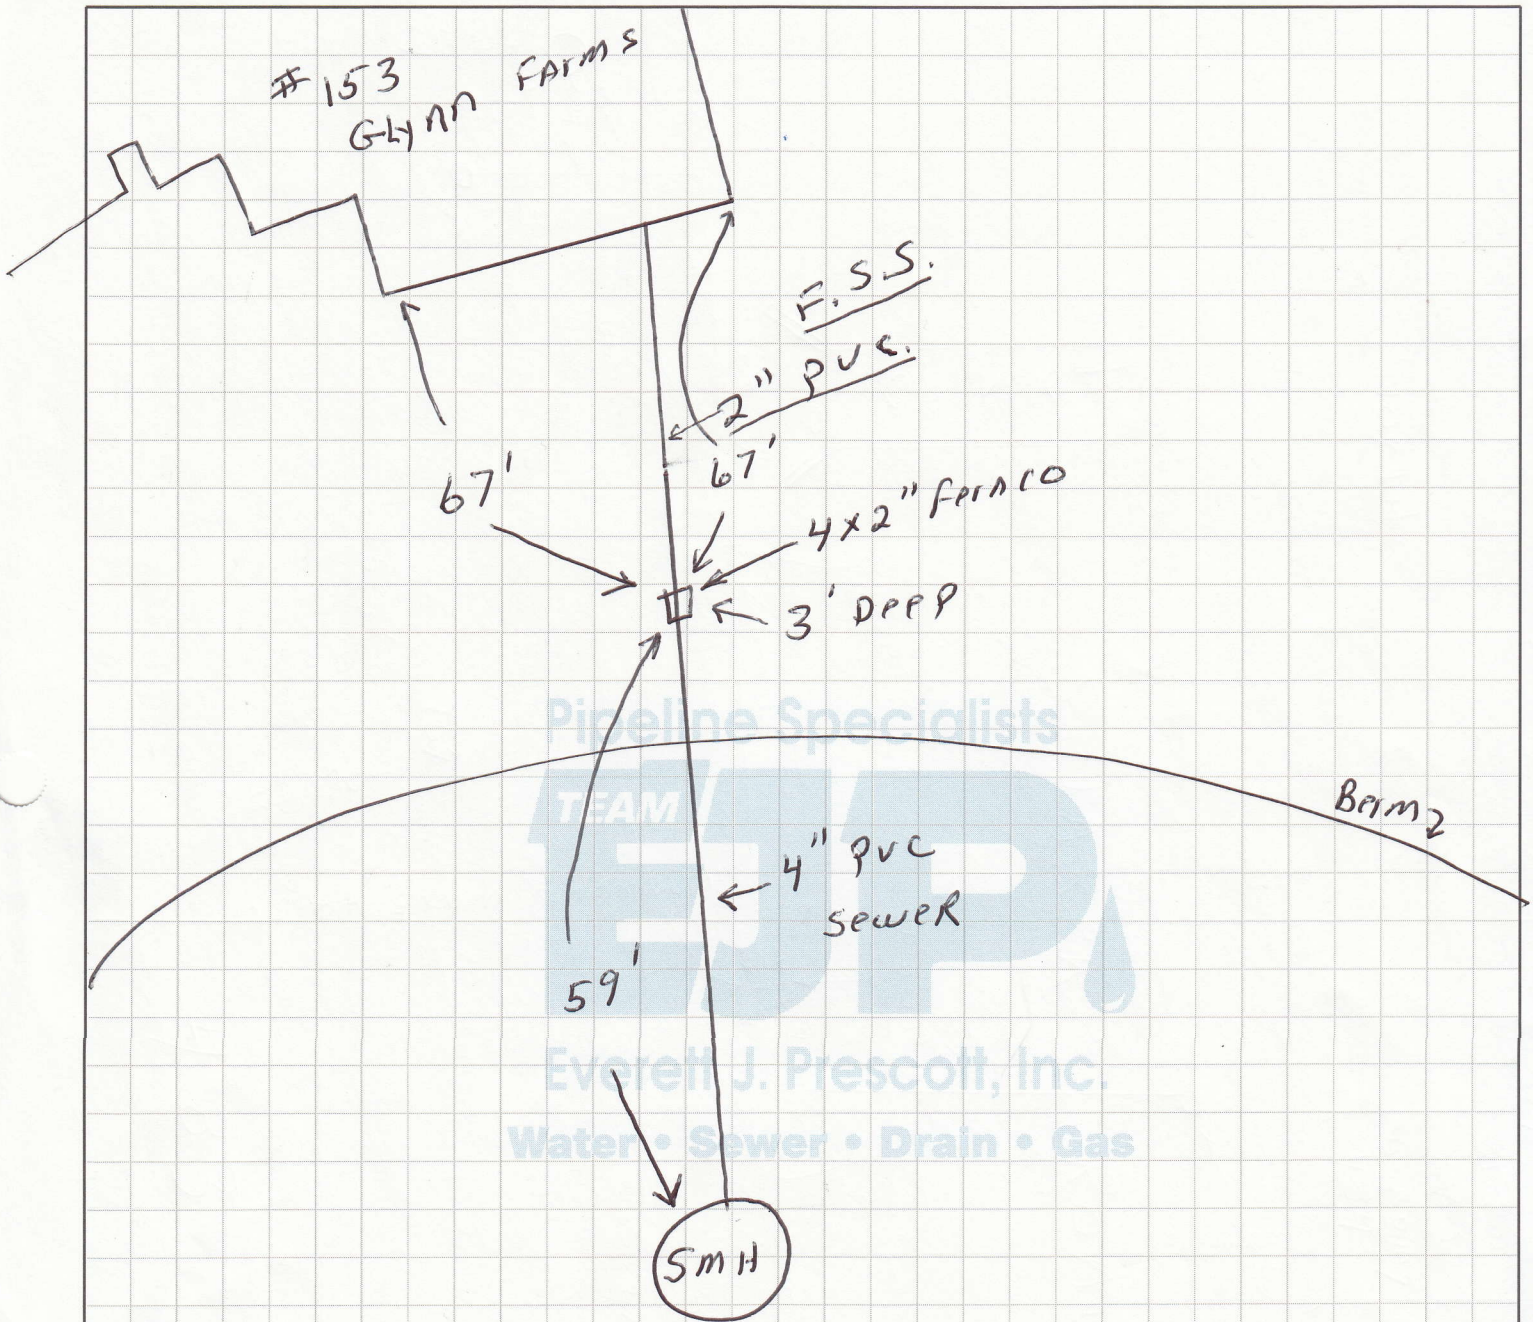 #153
GLynn FArms
F.S.S.
2" PVC.
67'
67'
4x2" Fernco
3' Deep
Pipeline Specialists
Berm
TEAM
EJP
4" PVC
SeweR
59'
Everett J. Prescott, Inc.
Water • Sewer • Drain • Gas
SMH